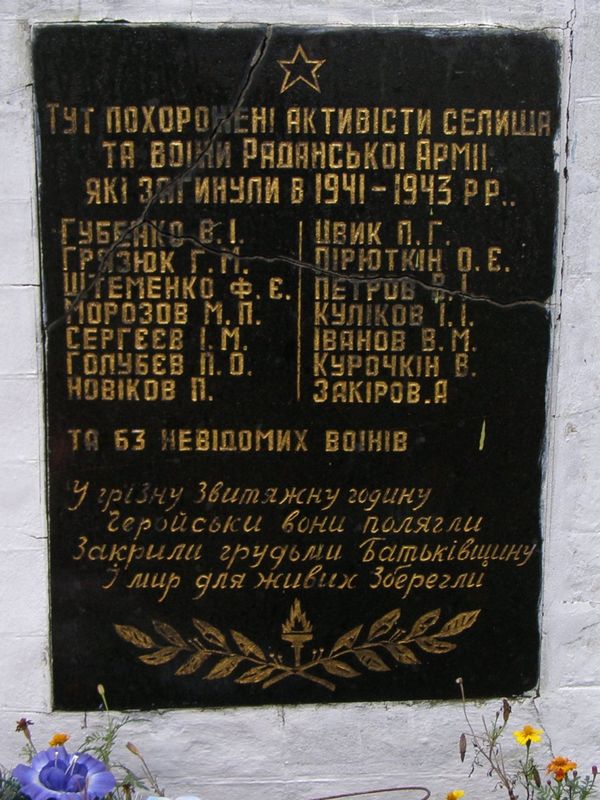 ТУТ ПОХОРОНЕНІ АКТИВІСТИ СЕЛИЩА
ТА ВОЇНИ РАДЯНСЬКОЇ АРМІЇ,
ЯКІ ЗАГИНУЛИ В 1941-1943 РР..
ГУБЕНКО В.І.
ГРЯЗЮК Г.М.
ШТЕМЕНКО Ф.Є.
МОРОЗОВ М.П.
СЕРГЄЄВ І.М.
ГОЛУБЄВ П.О.
НОВІКОВ П.
ЦВИК П.Г.
ПІРЮТКІН О.Є.
ПЕТРОВ В.І.
КУЛІКОВ І.І.
ІВАНОВ В.М.
КУРОЧКІН В.
ЗАКІРОВ.А
ТА 63 НЕВІДОМИХ ВОІНІВ
У грізну Звитяжну годину
Геройськи вони полягли
Закрили грудьми Батьківщину
І мир для живих Зберегли